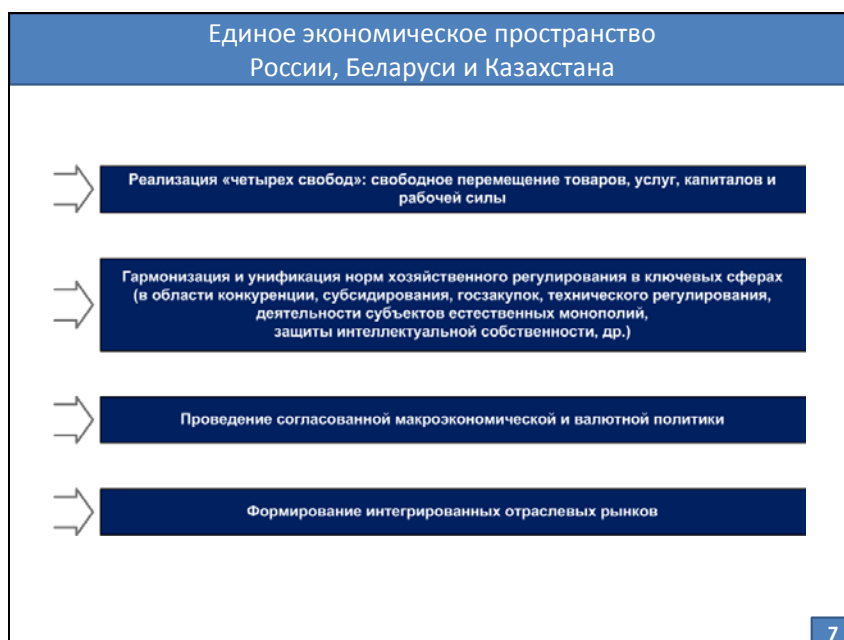 Единое экономическое пространство
России, Беларуси и Казахстана
Реализация «четырех свобод»: свободное перемещение товаров, услуг, капиталов и
рабочей силы
Гармонизация и унификация норм хозяйственного регулирования в ключевых сферах
(в области конкуренции, субсидирования, госзакупок, технического регулирования,
деятельности субъектов естественных монополий,
защиты интеллектуальной собственности, др.)
Проведение согласованной макроэкономической и валютной политики
Формирование интегрированных отраслевых рынков
7